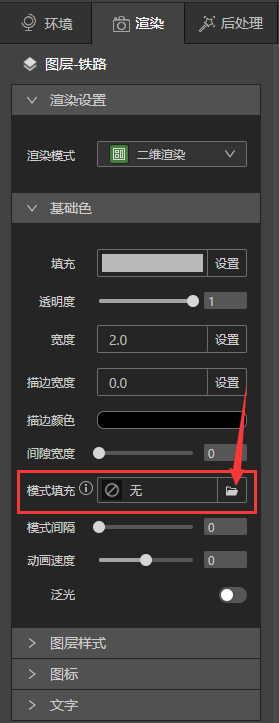 环境 渲染 后处理
图层-铁路
渲染设置
渲染模式 二维渲染
基础色
填充 设置
透明度 1
宽度 2.0 设置
描边宽度 0.0 设置
描边颜色
间隙宽度 0
模式填充 无
模式间隔 0
动画速度 0
泛光
图层样式
图标
文字